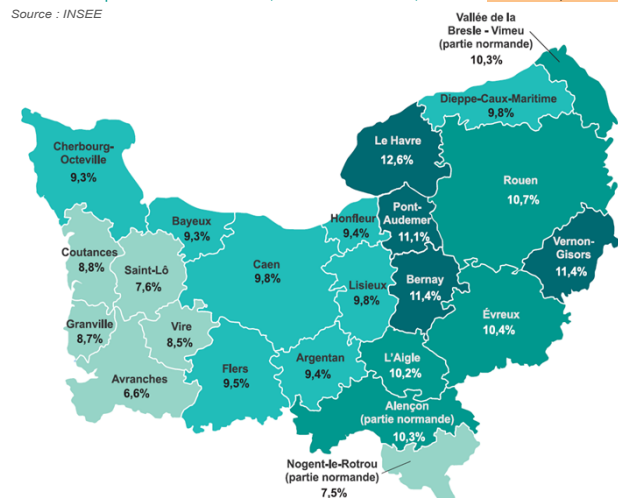 Source : INSEE
Vallée de la
Bresle - Vimeu
(partie normande)
10,3%
Dieppe-Caux-Maritime
9,8%
Le Havre
12,6%
Cherbourg-
Octeville
9,3%
Rouen
10,7%
Pont-
Audemer
11,1%
Honfleur
9,4%
Bayeux
9,3%
Vernon-
Gisors
11,4%
Coutances
8,8%
Saint-Lô
7,6%
Caen
9,8%
Lisieux
9,8%
Bernay
11,4%
Évreux
10,4%
Granville
8,7%
Vire
8,5%
Avranches
6,6%
Flers
9,5%
Argentan
9,4%
L'Aigle
10,2%
Alençon
(partie normande)
10,3%
Nogent-le-Rotrou
(partie normande)
7,5%